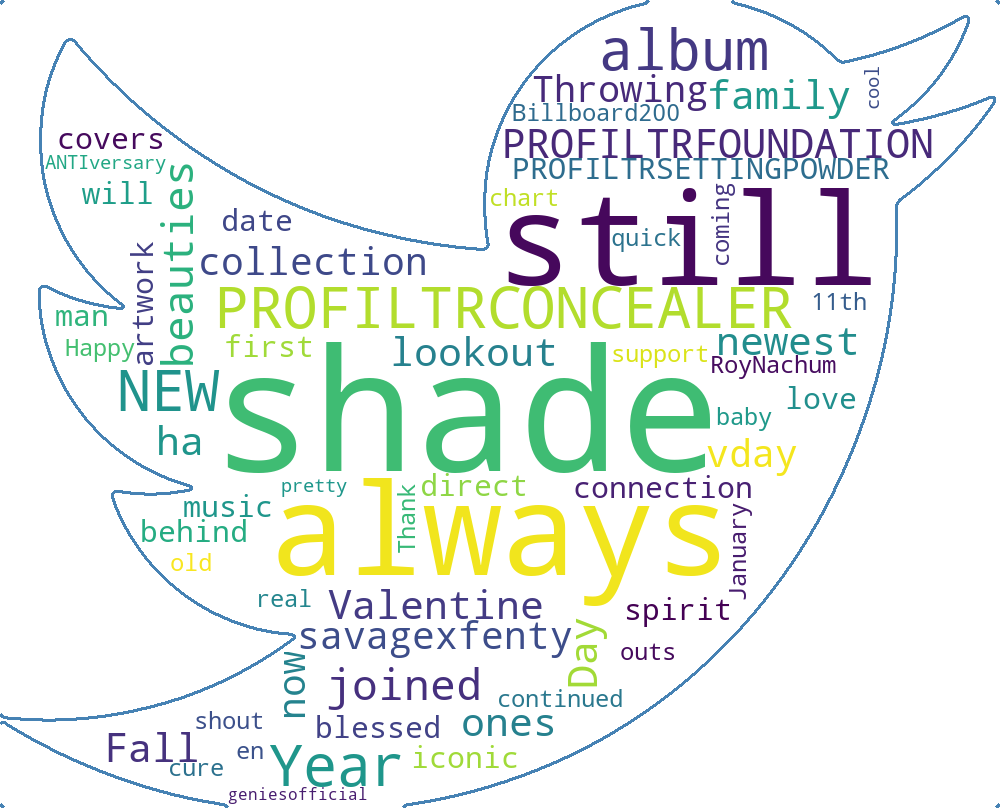 album
cool
Throwing
family
Billboard200
covers
PROFILTRFOUNDATION
ANTIversary
PROFILTRSETTINGPOWDER
will
chart
still
beauties
date
coming
quick
collection
artwork
PROFILTRCONCEALER
11th
man
Happy
first
lookout
support
newest
RoyNachum
NEW
shade
love
baby
ha
vday
pretty
direct
connection
music
Thank
always
January
behind
old
real
Valentine
spirit
savagexfenty
Day
outs
now
joined
continued
shout
blessed
ones
Fall
en
Year
iconic
cure
geniesofficial